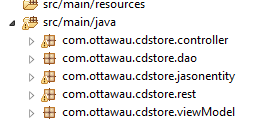 src/main/resources
src/main/java
com.ottawau.cdstore.controller
com.ottawau.cdstore.dao
com.ottawau.cdstore.jasonentity
com.ottawau.cdstore.rest
com.ottawau.cdstore.viewModel